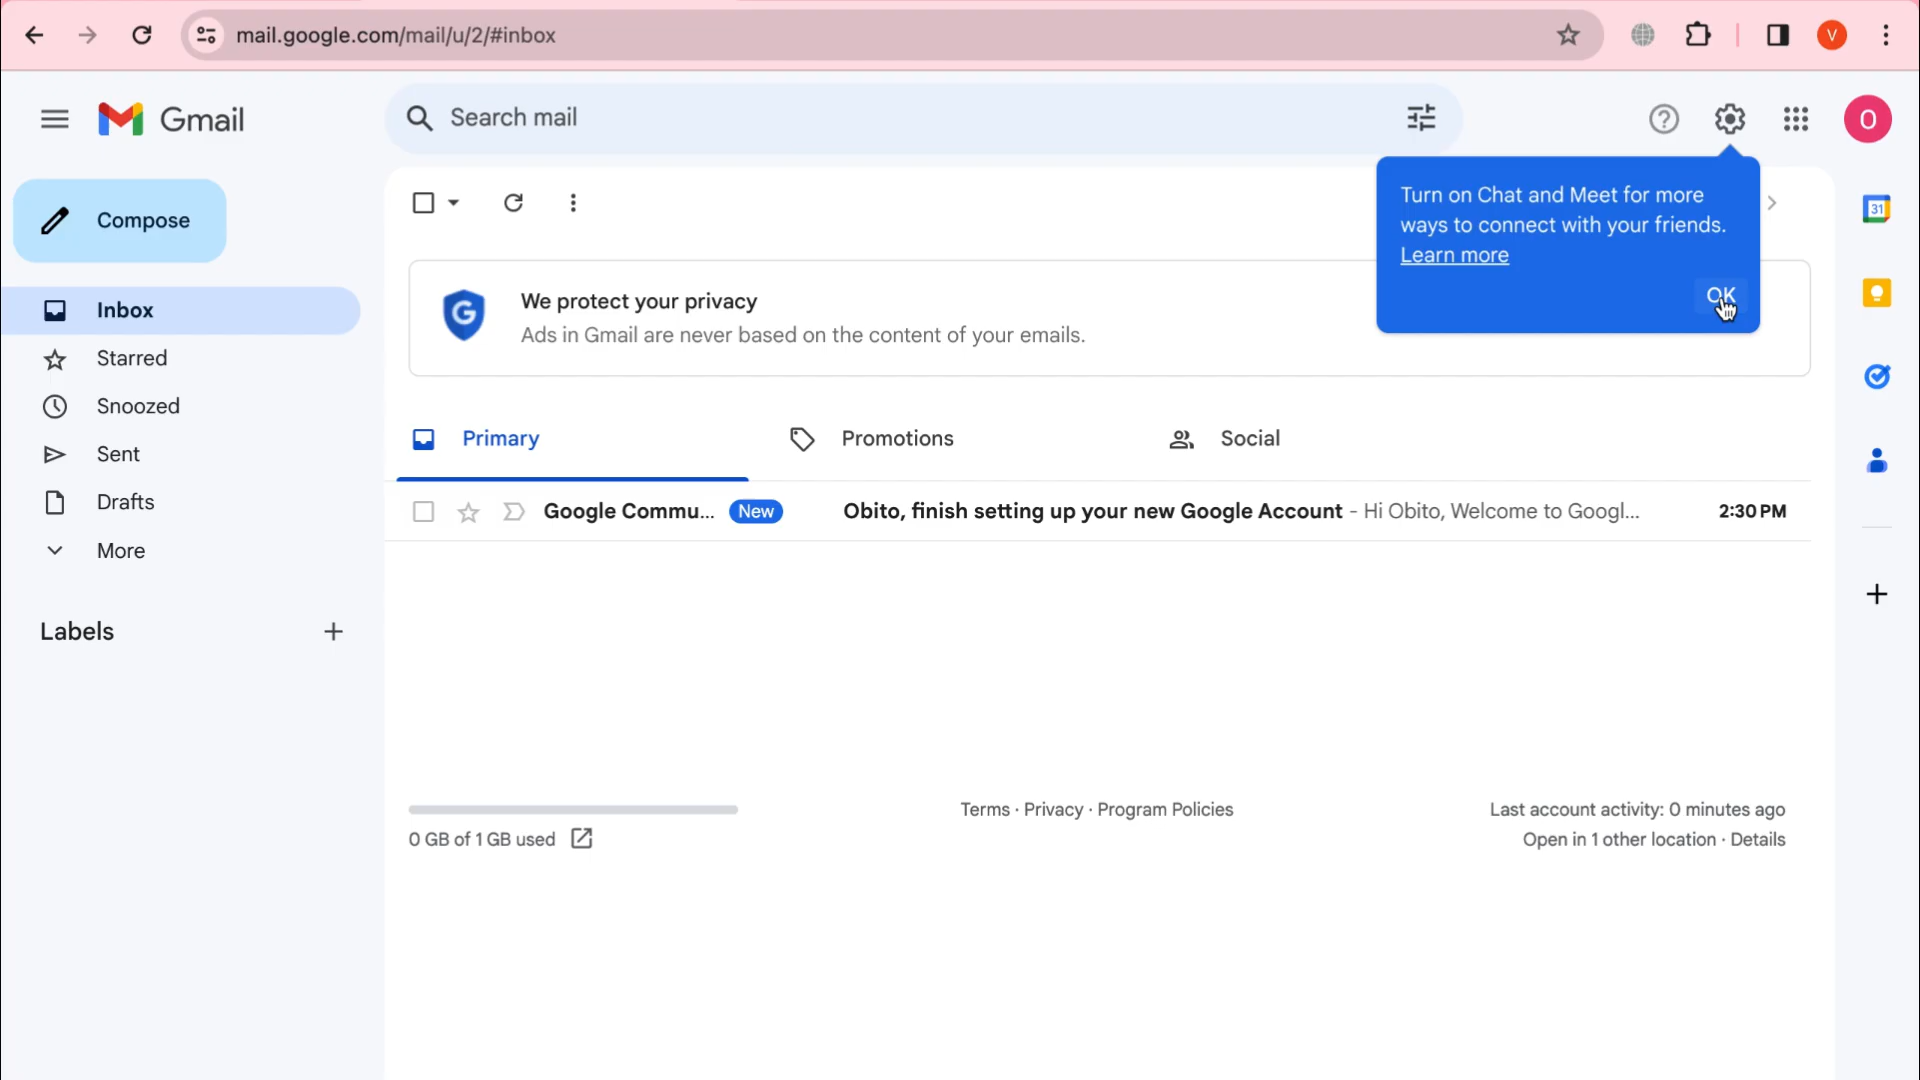 mail.google.com/mail/u/2/#inbox
V
Gmail
Search mail
O
Compose
Turn on Chat and Meet for more
ways to connect with your friends.
Learn more
OK
31
Inbox
Starred
Snoozed
Sent
Drafts
More
Labels
G
We protect your privacy
Ads in Gmail are never based on the content of your emails.
Primary
Promotions
Social
Google Commu... New Obito, finish setting up your new Google Account - Hi Obito, Welcome to Googl... 2:30 PM
0 GB of 1 GB used
Terms · Privacy · Program Policies
Last account activity: 0 minutes ago
Open in 1 other location · Details